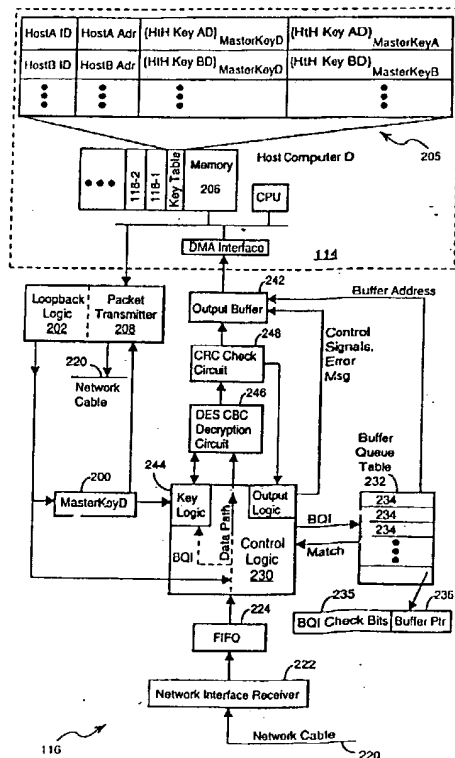 HostA ID HostA Adr {HtH Key AD}MasterKeyD {HtH Key AD}MasterKeyA
HostB ID HostB Adr {HtH Key BD}MasterKeyD {HtH Key BD}MasterKeyB
Host Computer D
205
118-2
118-1
Key Table
Memory
206
CPU
DMA Interface
114
Loopback
Logic
202
Packet
Transmitter
208
242
Output Buffer
Buffer Address
248
CRC Check
Circuit
Control
Signals,
Error
Msg
220
Network
Cable
246
DES CBC
Decryption
Circuit
200
MasterKeyD
244
Key
Logic
Data Path
Output
Logic
BQI
Control
Logic
230
BQI
Match
Buffer
Queue
Table
232
234
234
234
235
236
BQI Check Bits
Buffer Ptr
224
FIFO
222
Network Interface Receiver
116
Network Cable
220